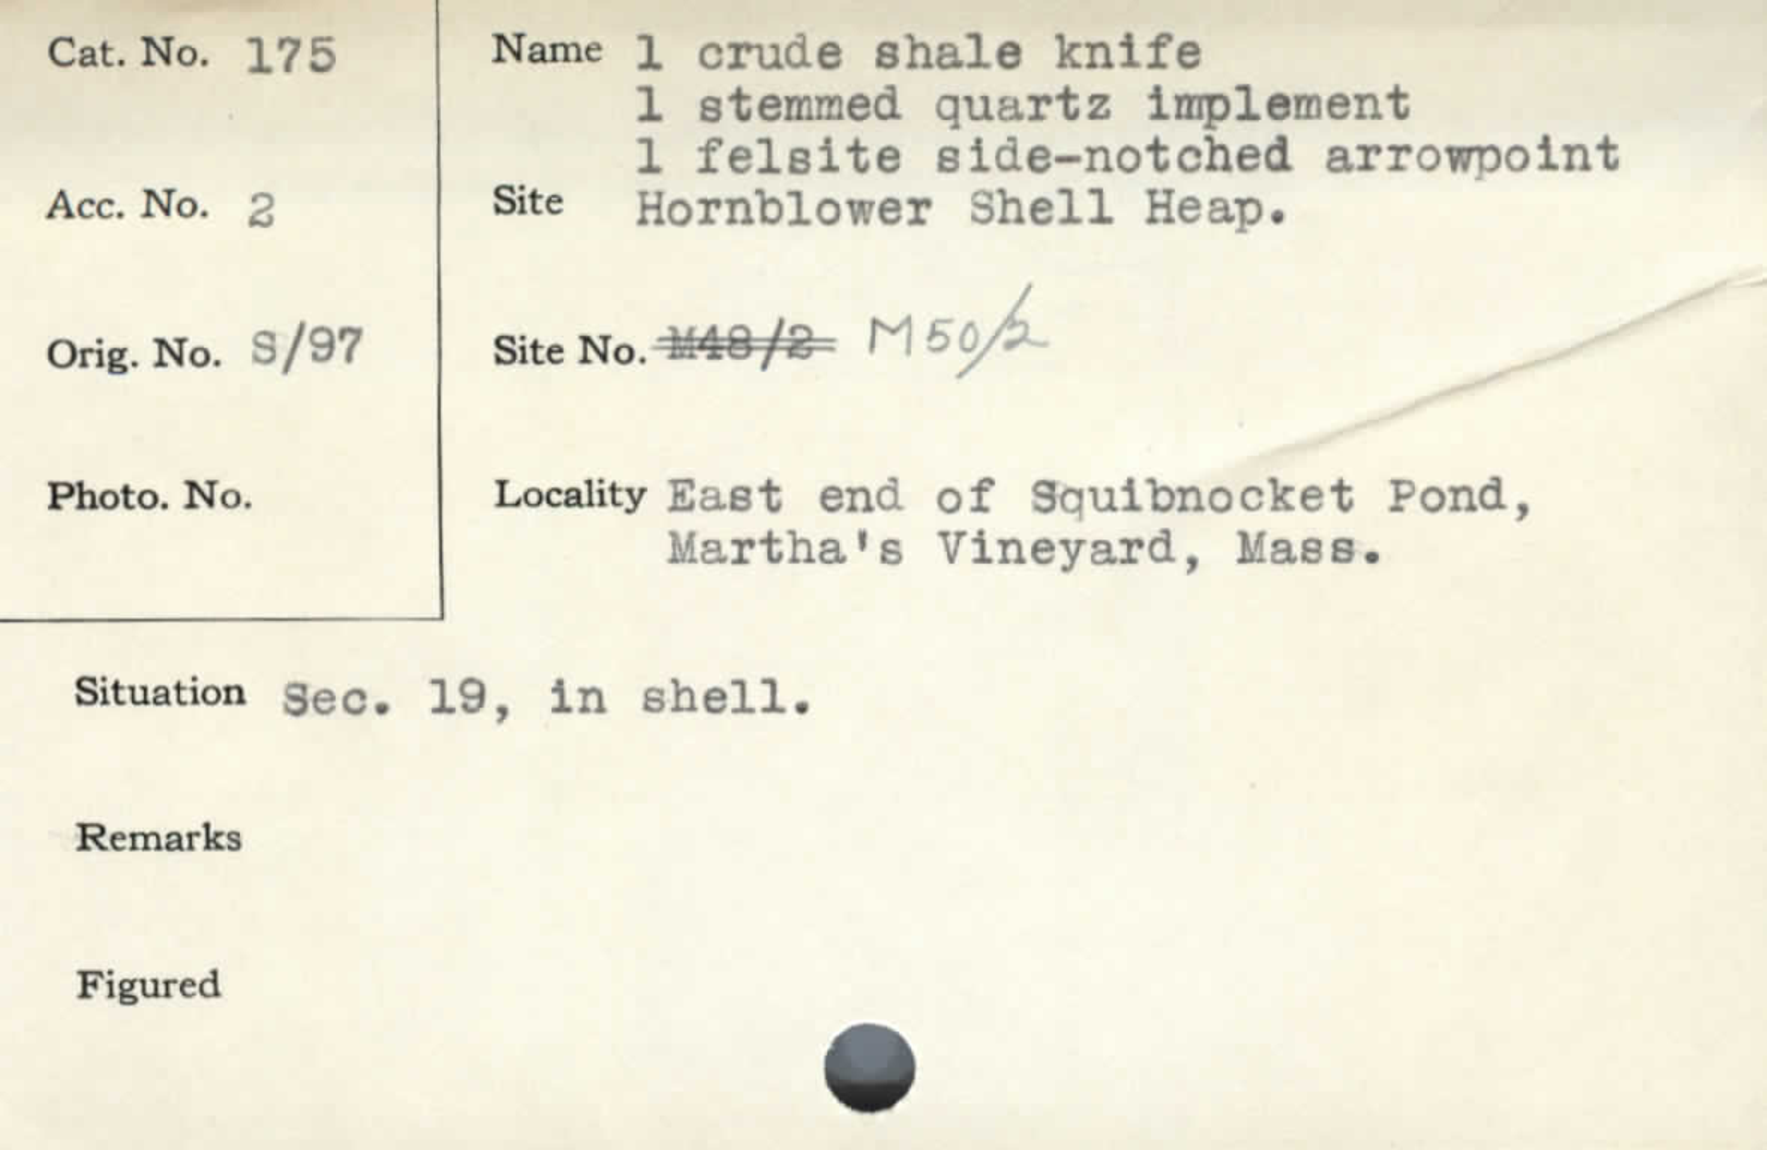 Cat. No. 175
Name 1 crude shale knife
1 stemmed quartz implement
1 felsite side-notched arrowpoint
Acc. No. 2
Site Hornblower Shell Heap.
Orig. No. S/97
Site No. M48/2 M50/2
Photo. No.
Locality East end of Squibnocket Pond,
Martha's Vineyard, Mass.
Situation Sec. 19, in shell.
Remarks
Figured